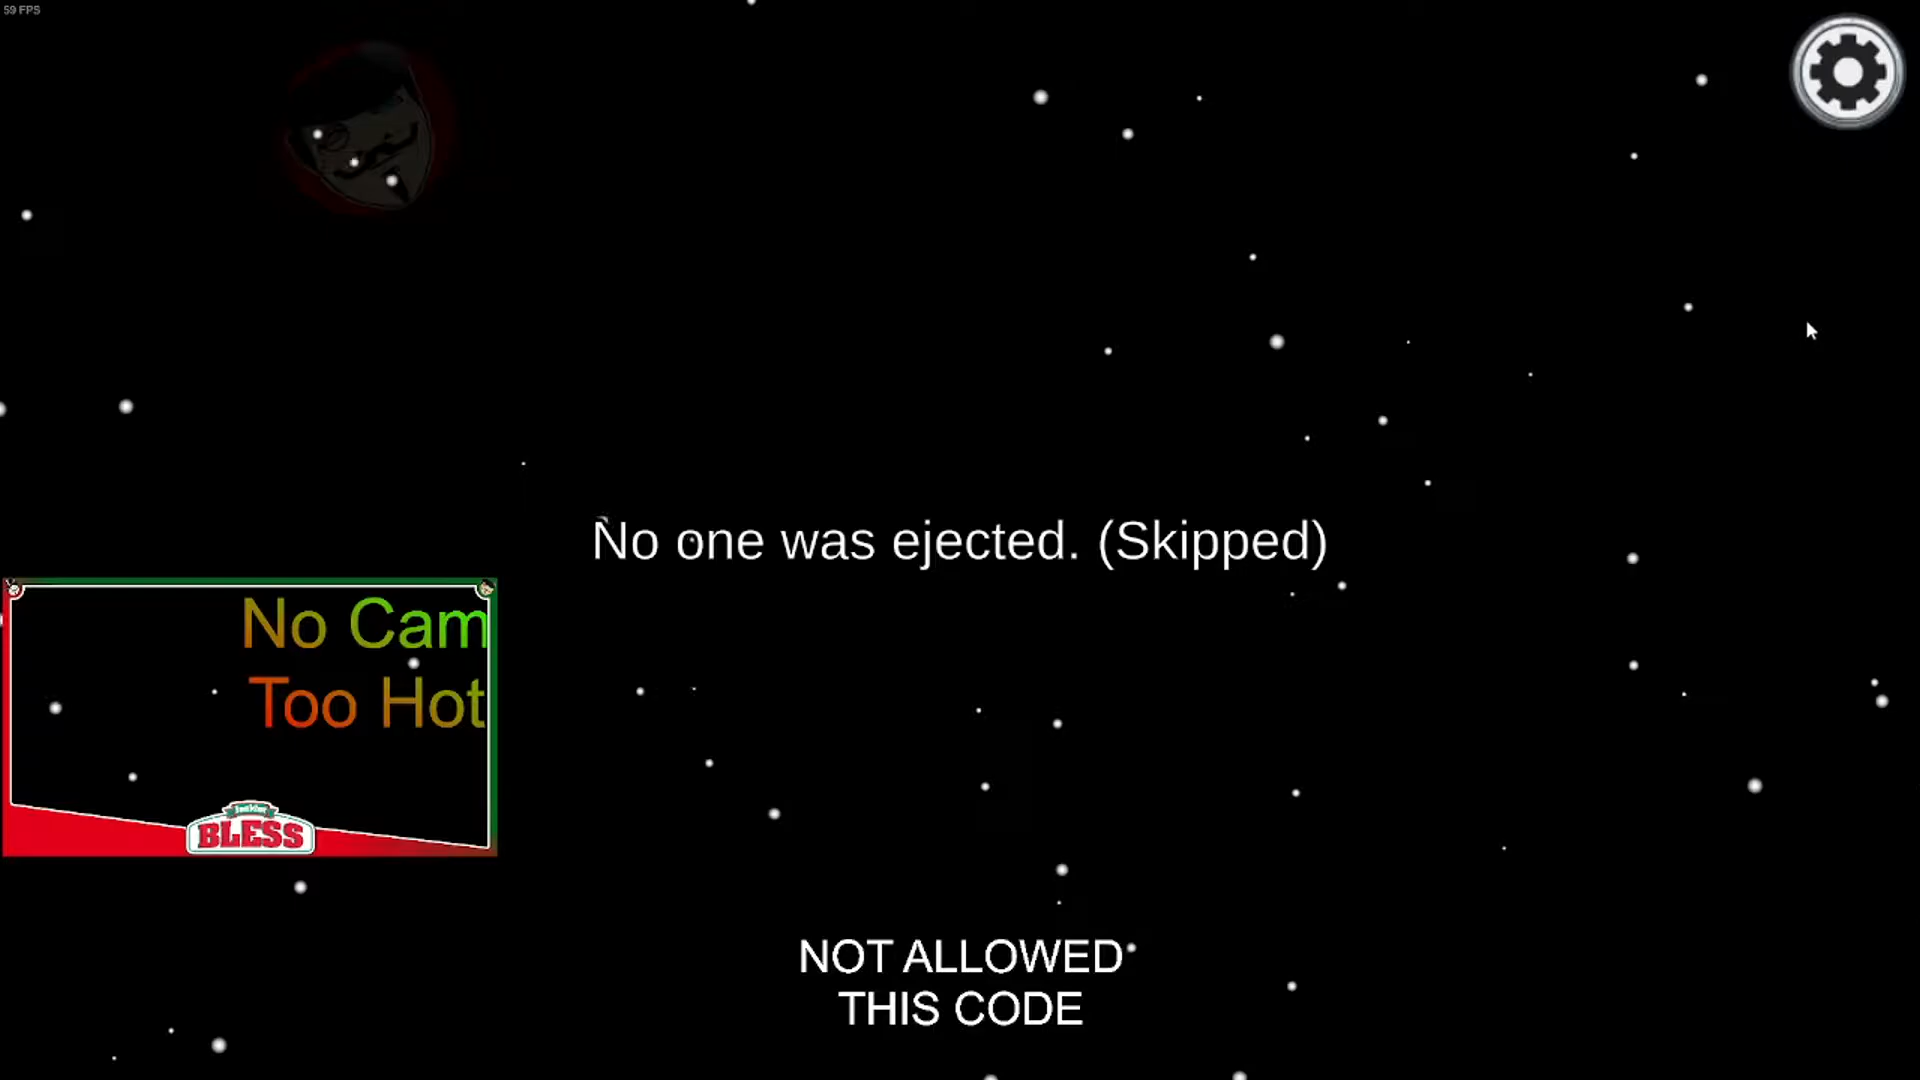 59 FPS
No one was ejected. (Skipped)
No Cam
Too Hot
BLESS
NOT ALLOWED
THIS CODE